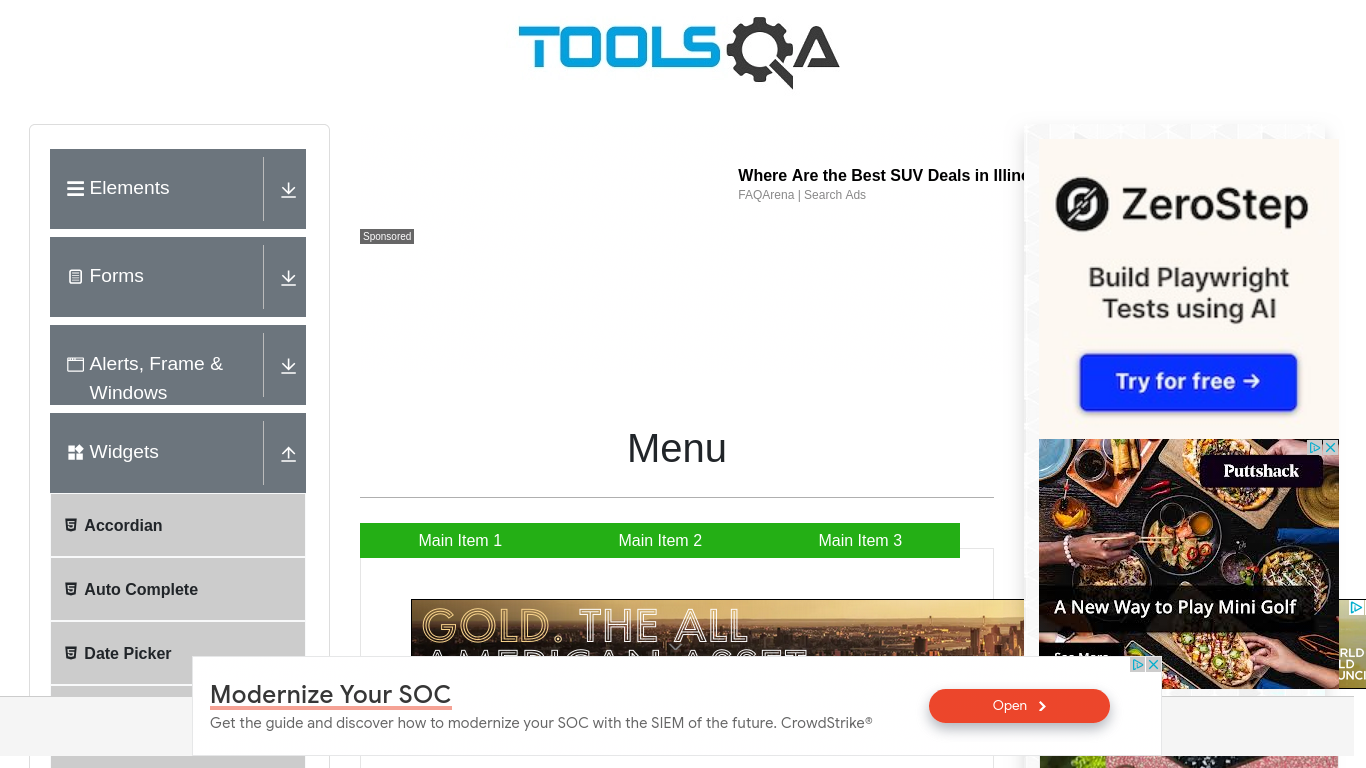 TOOLSQA
Elements
Forms
Alerts, Frame &
Windows
Widgets
Accordian
Auto Complete
Date Picker
Where Are the Best SUV Deals in Illin
FAQArena | Search Ads
Sponsored
Menu
Main Item 1
Main Item 2
Main Item 3
GOLD. THE ALL
AMERICAN ASSET
ZeroStep
Build Playwright
Tests using AI
Try for free →
Puttshack
A New Way to Play Mini Golf
See More
RLD
LD
UNCI
Modernize Your SOC
Get the guide and discover how to modernize your SOC with the SIEM of the future. CrowdStrike®
Open